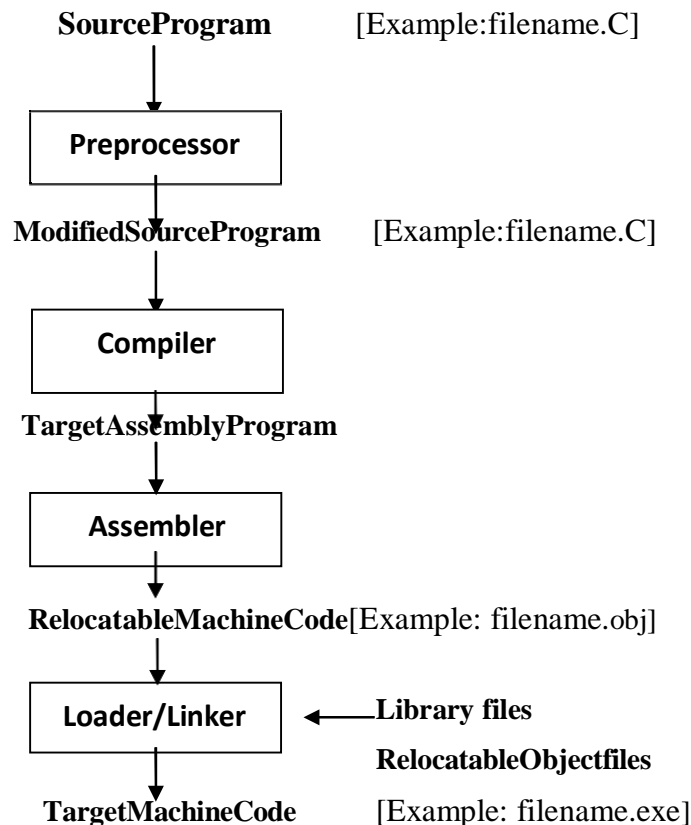 SourceProgram [Example:filename.C]
Preprocessor
ModifiedSourceProgram [Example:filename.C]
Compiler
TargetAssemblyProgram
Assembler
RelocatableMachineCode[Example: filename.obj]
Loader/Linker Library files
RelocatableObjectfiles
TargetMachineCode [Example: filename.exe]